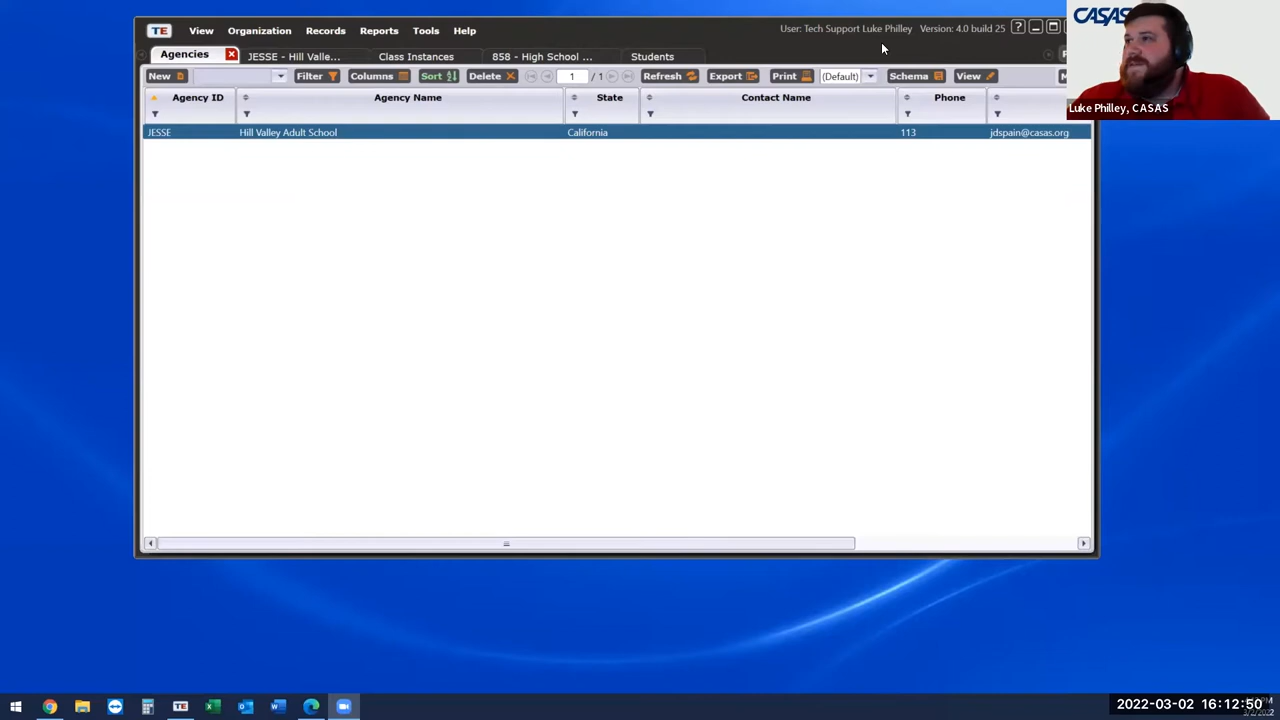 TE View Organization Records Reports Tools Help User: Tech Support Luke Philley Version: 4.0 build 25 ?
CASAS
Agencies x JESSE - Hill Valle... Class Instances 858 - High School ... Students
New Filter Columns Sort Delete 1 / 1 Refresh Export Print (Default) Schema View
Agency ID Agency Name State Contact Name Phone
Luke Philley, CASAS
JESSE Hill Valley Adult School California 113 jdspain@casas.org
TE
2022-03-02 16:12:50